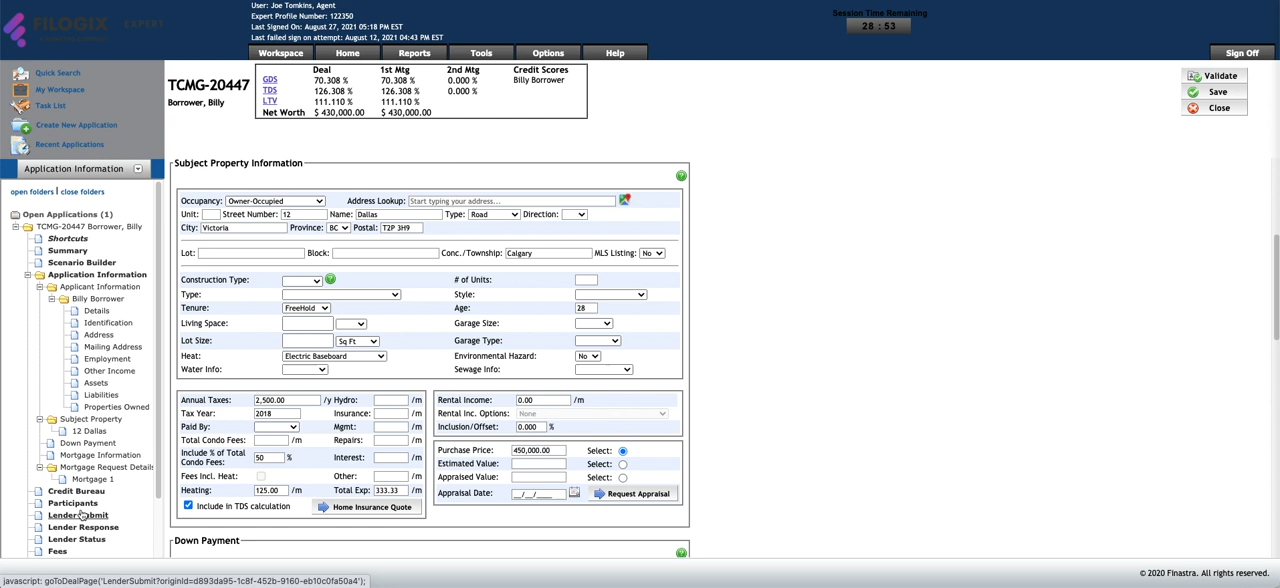 FILOGIX EXPERT
User: Joe Tomkins, Agent
Expert Profile Number: 122350
Last Signed On: August 27, 2021 05:18 PM EST
Last failed sign on attempt: August 12, 2021 04:43 PM EST
Session Time Remaining
28 : 53
Workspace Home Reports Tools Options Help Sign Off
Quick Search
My Workspace
Task List
Create New Application
Recent Applications
Application Information
open folders | close folders
Open Applications (1)
TCMG-20447 Borrower, Billy
Shortcuts
Summary
Scenario Builder
Application Information
Applicant Information
Billy Borrower
Details
Identification
Address
Mailing Address
Employment
Other Income
Assets
Liabilities
Properties Owned
Subject Property
12 Dallas
Down Payment
Mortgage Information
Mortgage Request Details
Mortgage 1
Credit Bureau
Participants
Lender Submit
Lender Response
Lender Status
Fees
TCMG-20447
Borrower, Billy
Deal 1st Mtg 2nd Mtg Credit Scores
GDS 70.308 % 70.308 % 0.000 % Billy Borrower
TDS 126.308 % 126.308 % 0.000 %
LTV 111.110 % 111.110 %
Net Worth $ 430,000.00 $ 430,000.00
Validate
Save
Close
Subject Property Information
Occupancy: Owner-Occupied Address Lookup: Start typing your address...
Unit: Street Number: 12 Name: Dallas Type: Road Direction:
City: Victoria Province: BC Postal: T2P 3H9
Lot: Block: Conc./Township: Calgary MLS Listing: No
Construction Type: # of Units:
Type: Style:
Tenure: FreeHold Age: 28
Living Space: Garage Size:
Lot Size: Sq Ft Garage Type:
Heat: Electric Baseboard Environmental Hazard: No
Water Info: Sewage Info:
Annual Taxes: 2,500.00 /y Hydro: /m
Tax Year: 2018 Insurance: /m
Paid By: Mgmt: /m
Total Condo Fees: /m Repairs: /m
Include % of Total Condo Fees: 50 % Interest: /m
Fees Incl. Heat: Other: /m
Heating: 125.00 /m Total Exp: 333.33 /m
Include in TDS calculation Home Insurance Quote
Rental Income: 0.00 /m
Rental Inc. Options: None
Inclusion/Offset: 0.000 %
Purchase Price: 450,000.00 Select:
Estimated Value: Select:
Appraised Value: Select:
Appraisal Date: __/__/____ Request Appraisal
Down Payment
© 2020 Finastra. All rights reserved.
javascript: goToDealPage('LenderSubmit?originId=d893da95-1c8f-452b-9160-eb10c0fa50a4');